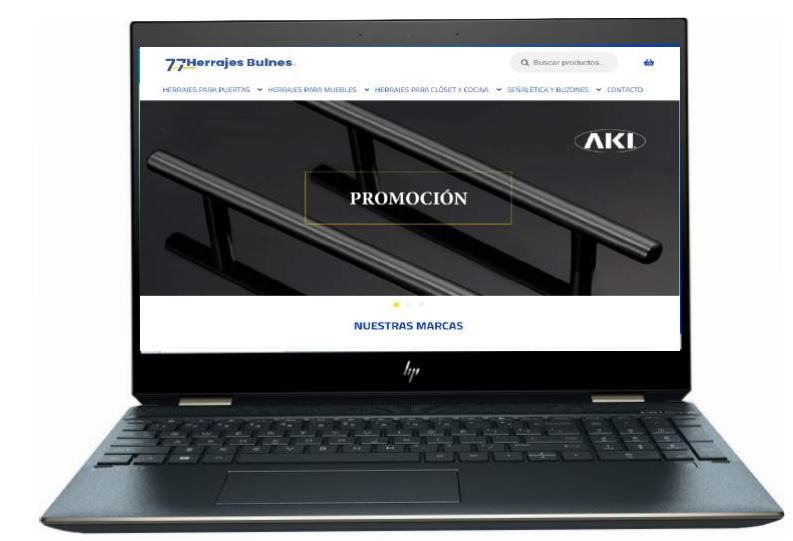 77Herrajes Bulnes.
Buscar productos...
HERRAJES PARA PUERTAS HERRAJES PARA MUEBLES HERRAJES PARA CLÓSET Y COCINA SEÑALÉTICA Y BUZONES CONTACTO
AKI
PROMOCIÓN
NUESTRAS MARCAS
hp